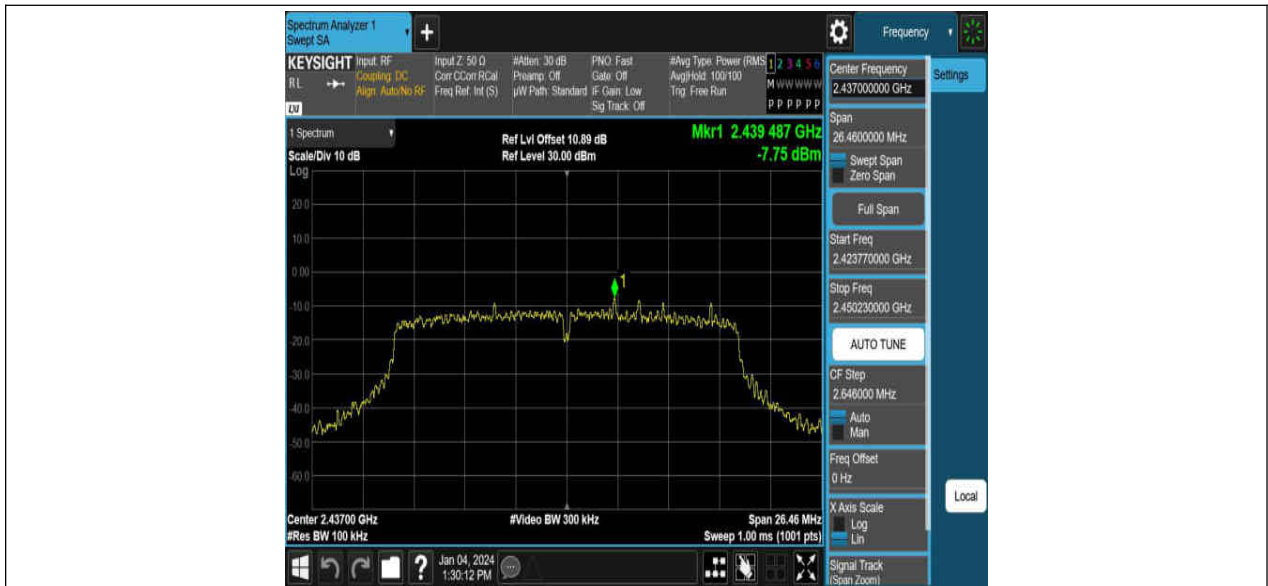 Spectrum Analyzer 1
Swept SA
+
Frequency
KEYSIGHT
RL
LXI
Input: RF
Coupling: DC
Align: Auto/No RF
Input Z: 50 Ω
Corr CCorr RCal
Freq Ref: Int (S)
#Atten: 30 dB
Preamp: Off
µW Path: Standard
PNO: Fast
Gate: Off
IF Gain: Low
Sig Track: Off
#Avg Type: Power (RMS
Avg|Hold: 100/100
Trig: Free Run
1 2 3 4 5 6
M W W W W W
P P P P P P
Center Frequency
2.437000000 GHz
Settings
Span
26.4600000 MHz
Swept Span
Zero Span
Full Span
Start Freq
2.423770000 GHz
Stop Freq
2.450230000 GHz
AUTO TUNE
CF Step
2.646000 MHz
Auto
Man
Freq Offset
0 Hz
X Axis Scale
Log
Lin
Local
Signal Track
(Span Zoom)
1 Spectrum
Scale/Div 10 dB
Log
Ref Lvl Offset 10.89 dB
Ref Level 30.00 dBm
Mkr1 2.439 487 GHz
-7.75 dBm
20.0
10.0
0.00
-10.0
-20.0
-30.0
-40.0
-50.0
-60.0
1
Center 2.43700 GHz
#Res BW 100 kHz
#Video BW 300 kHz
Span 26.46 MHz
Sweep 1.00 ms (1001 pts)
?
Jan 04, 2024
1:30:12 PM